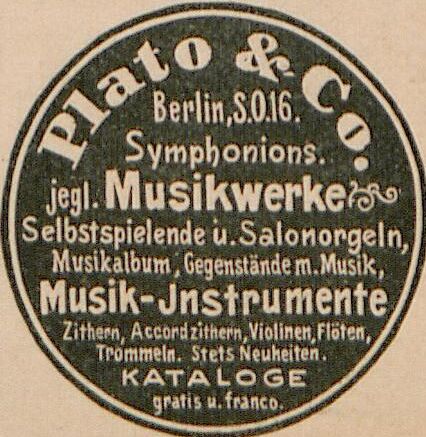 Plato & Co.
Berlin, S.O.16.
Symphonions.
jegl. Musikwerke
Selbstspielende u. Salonorgeln,
Musikalbum, Gegenstände m. Musik,
Musik-Jnstrumente
Zithern, Accordzithern, Violinen, Flöten,
Trommeln. Stets Neuheiten.
KATALOGE
gratis u. franco.